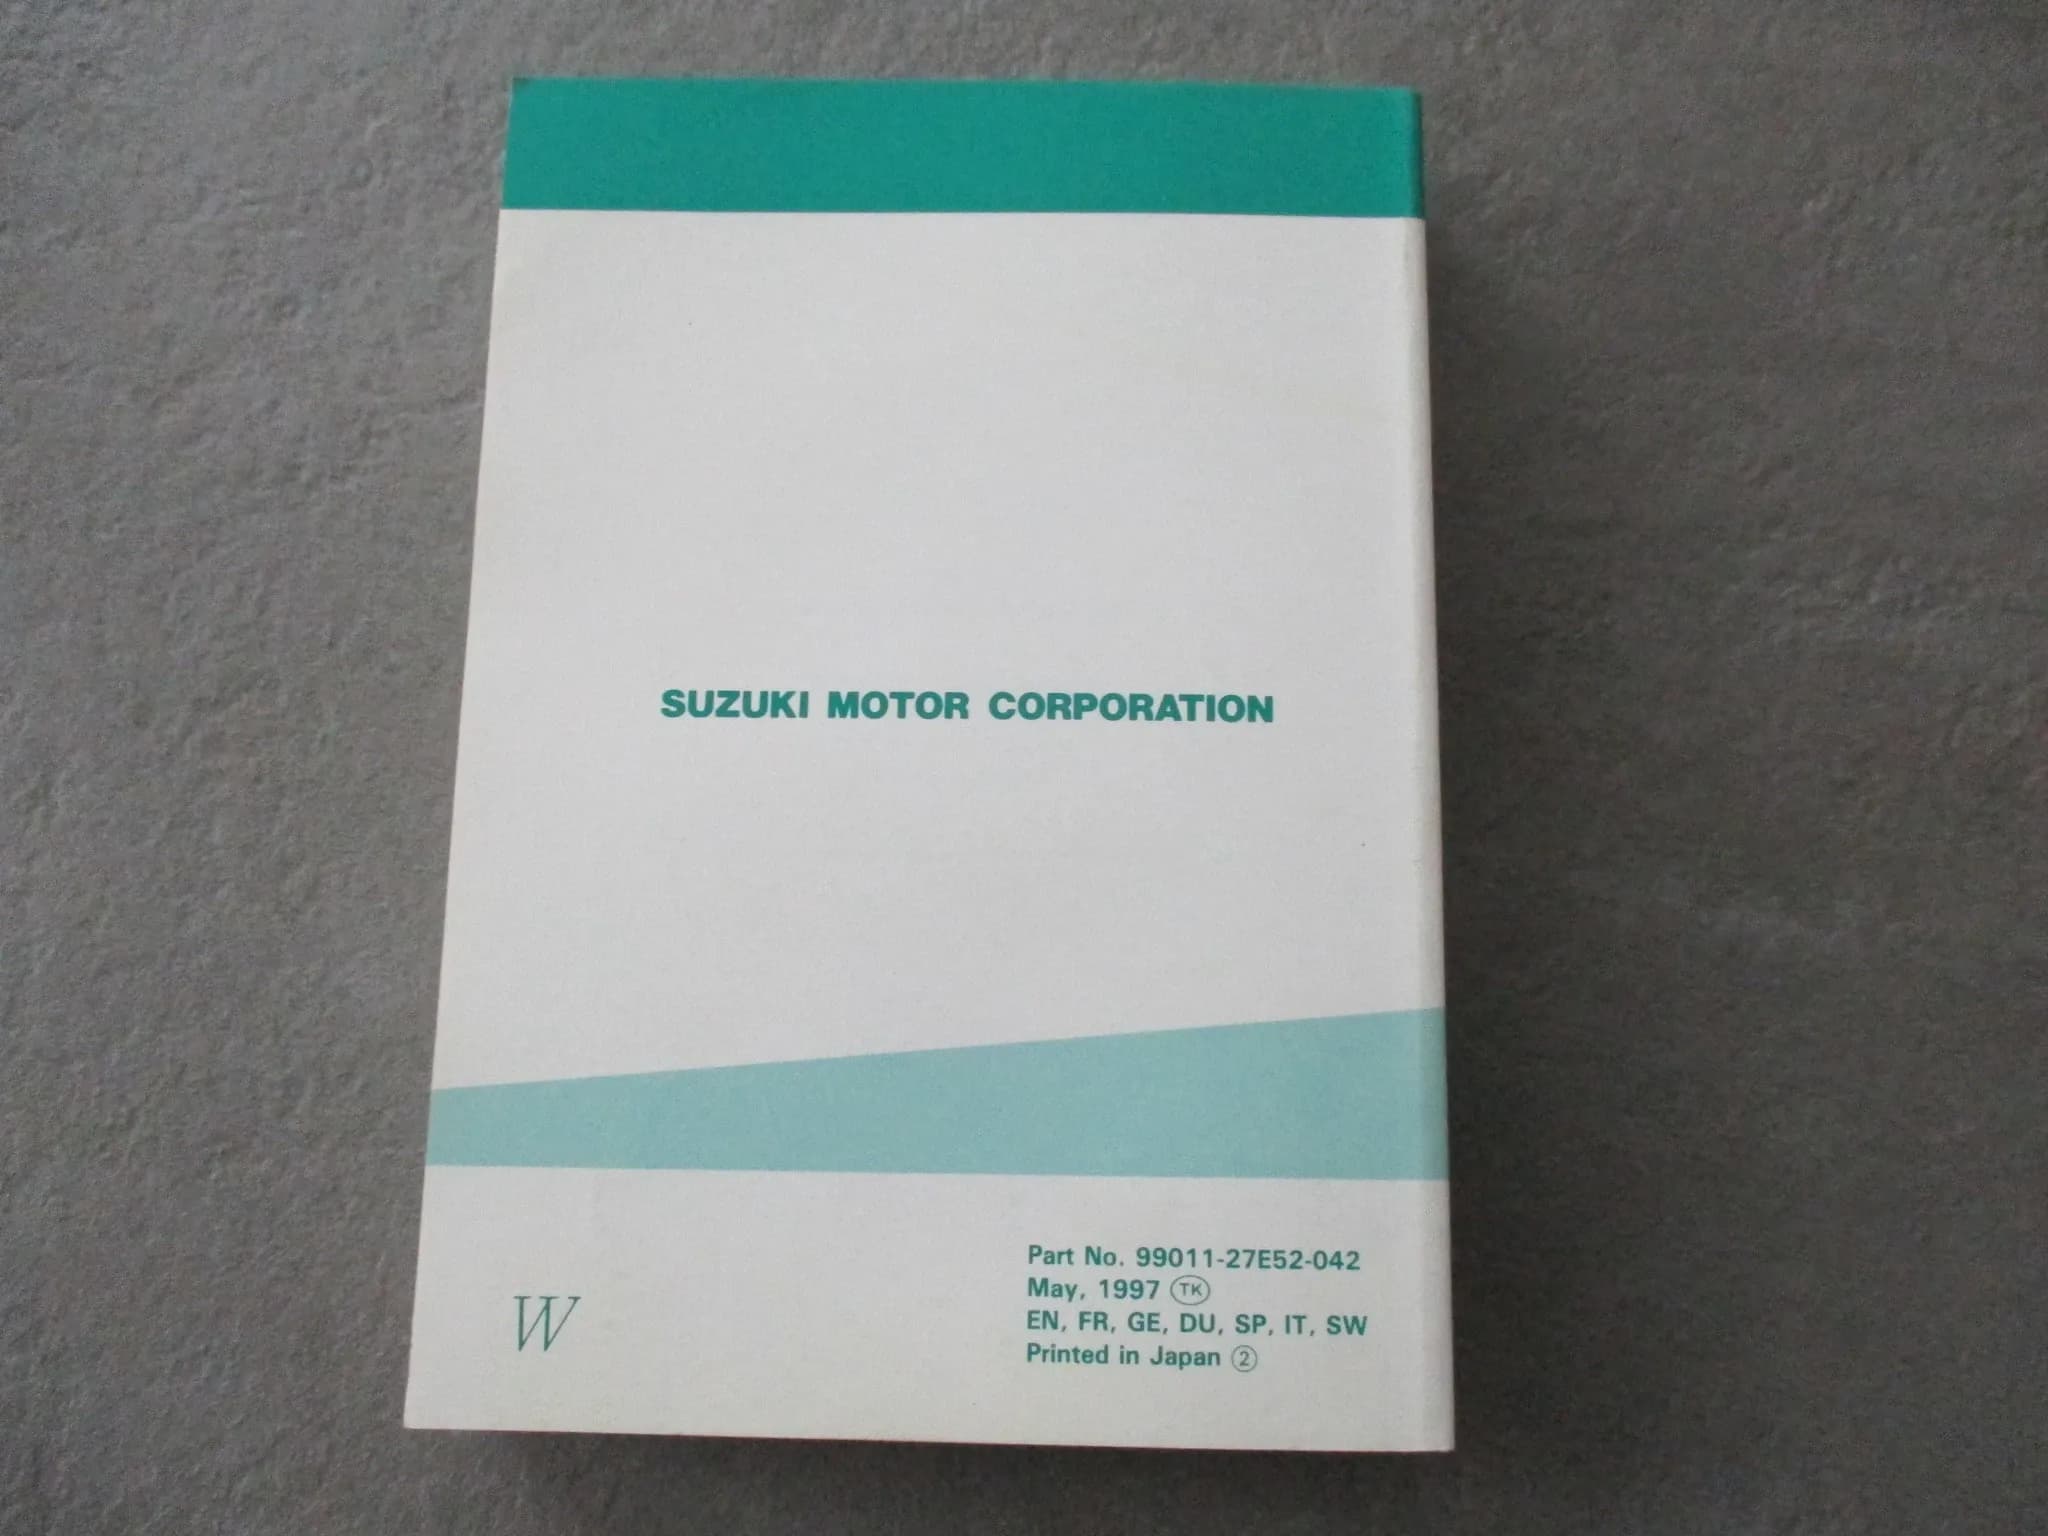 SUZUKI MOTOR CORPORATION
W
Part No. 99011-27E52-042
May, 1997 TK
EN, FR, GE, DU, SP, IT, SW
Printed in Japan 2